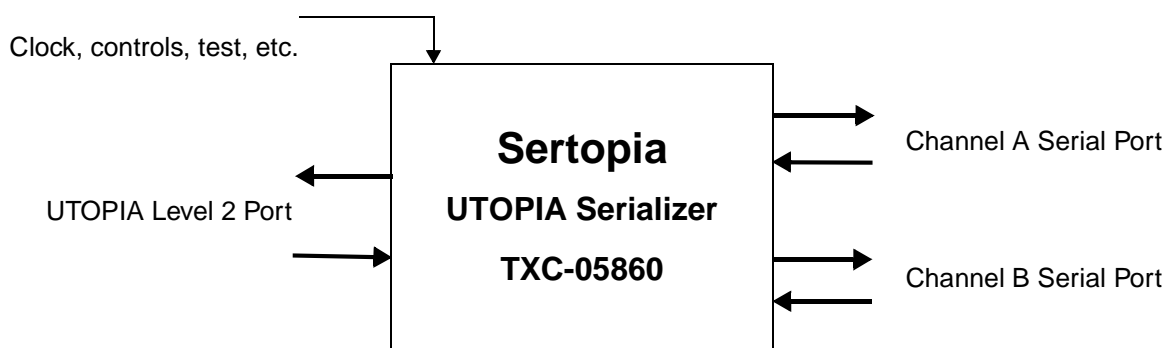 Clock, controls, test, etc.
Sertopia
UTOPIA Serializer
TXC-05860
UTOPIA Level 2 Port
Channel A Serial Port
Channel B Serial Port